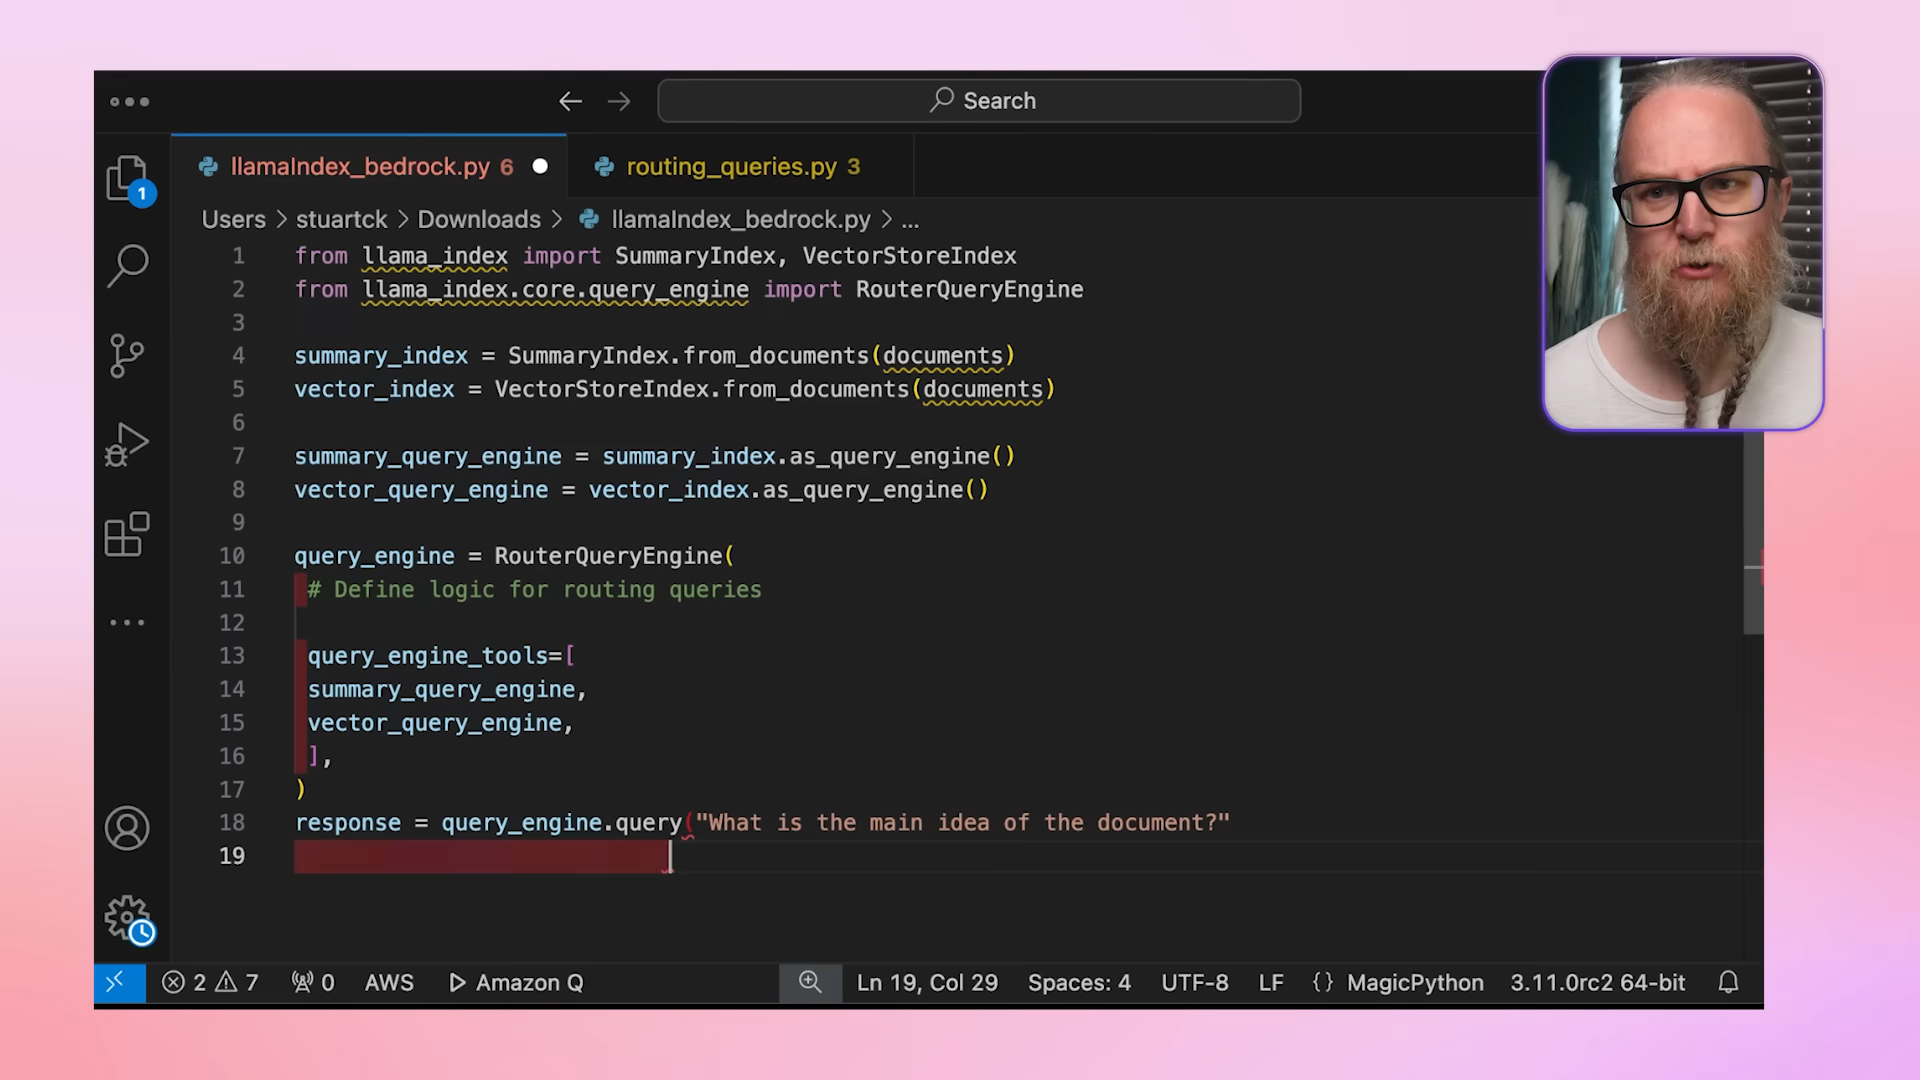 Search
llamaIndex_bedrock.py 6
routing_queries.py 3
Users > stuartck > Downloads > llamaIndex_bedrock.py > ...
1 from llama_index import SummaryIndex, VectorStoreIndex
2 from llama_index.core.query_engine import RouterQueryEngine
3
4 summary_index = SummaryIndex.from_documents(documents)
5 vector_index = VectorStoreIndex.from_documents(documents)
6
7 summary_query_engine = summary_index.as_query_engine()
8 vector_query_engine = vector_index.as_query_engine()
9
10 query_engine = RouterQueryEngine(
11 # Define logic for routing queries
12
13 query_engine_tools=[
14 summary_query_engine,
15 vector_query_engine,
16 ],
17 )
18 response = query_engine.query("What is the main idea of the document?"
19
1
2 7 0 AWS Amazon Q Ln 19, Col 29 Spaces: 4 UTF-8 LF {} MagicPython 3.11.0rc2 64-bit